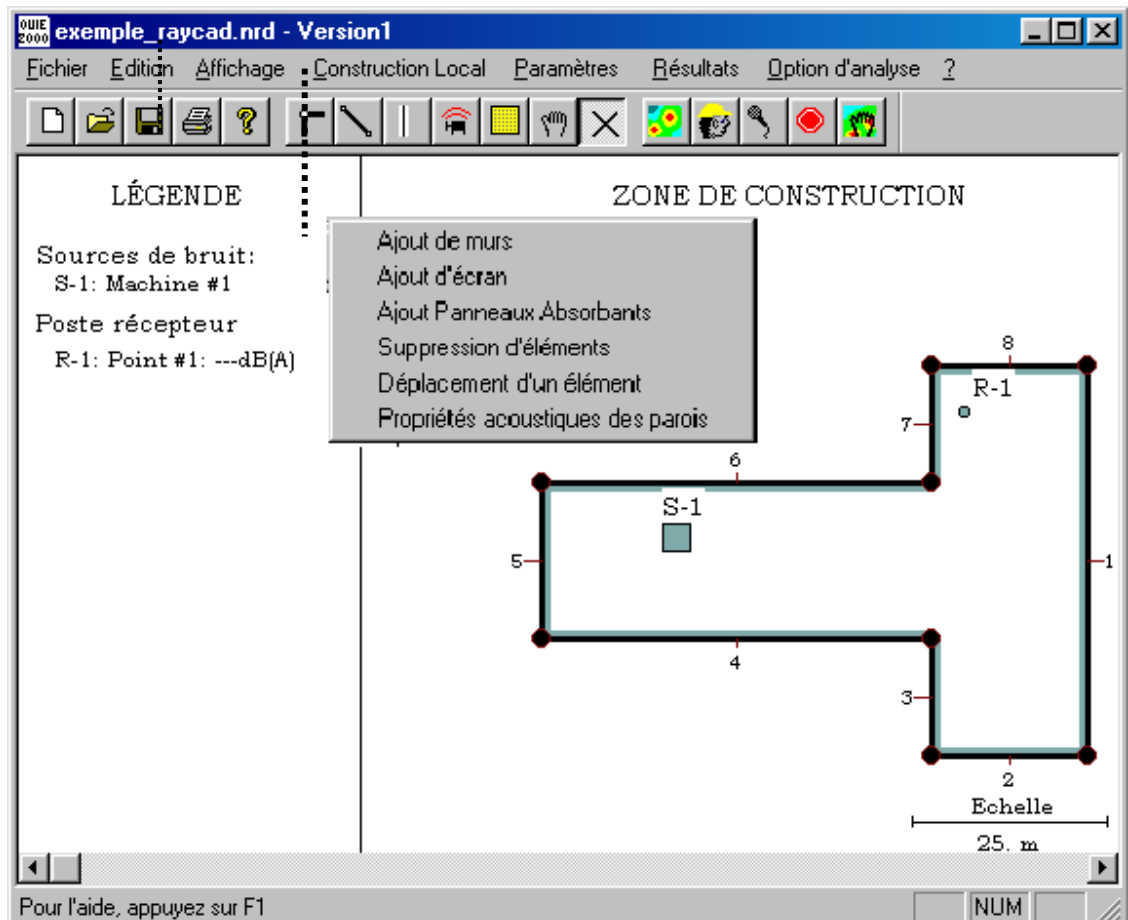 OUIE
2000
exemple_raycad.nrd - Version1
Fichier Edition Affichage Construction Local Paramètres Résultats Option d'analyse ?
LÉGENDE
ZONE DE CONSTRUCTION
Sources de bruit:
S-1: Machine #1
Poste récepteur
R-1: Point #1: ---dB(A)
Ajout de murs
Ajout d'écran
Ajout Panneaux Absorbants
Suppression d'éléments
Déplacement d'un élément
Propriétés acoustiques des parois
8
R-1
7
6
S-1
5
1
4
3
2
Echelle
25. m
Pour l'aide, appuyez sur F1
NUM